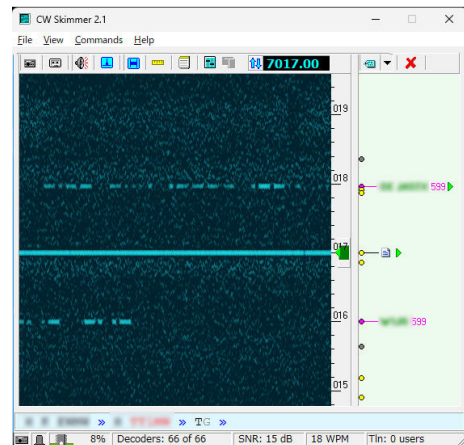 CW Skimmer 2.1
File View Commands Help
7017.00
019
018
599
017
016
599
015
» » TG »
8% Decoders: 66 of 66 SNR: 15 dB 18 WPM Tln: 0 users